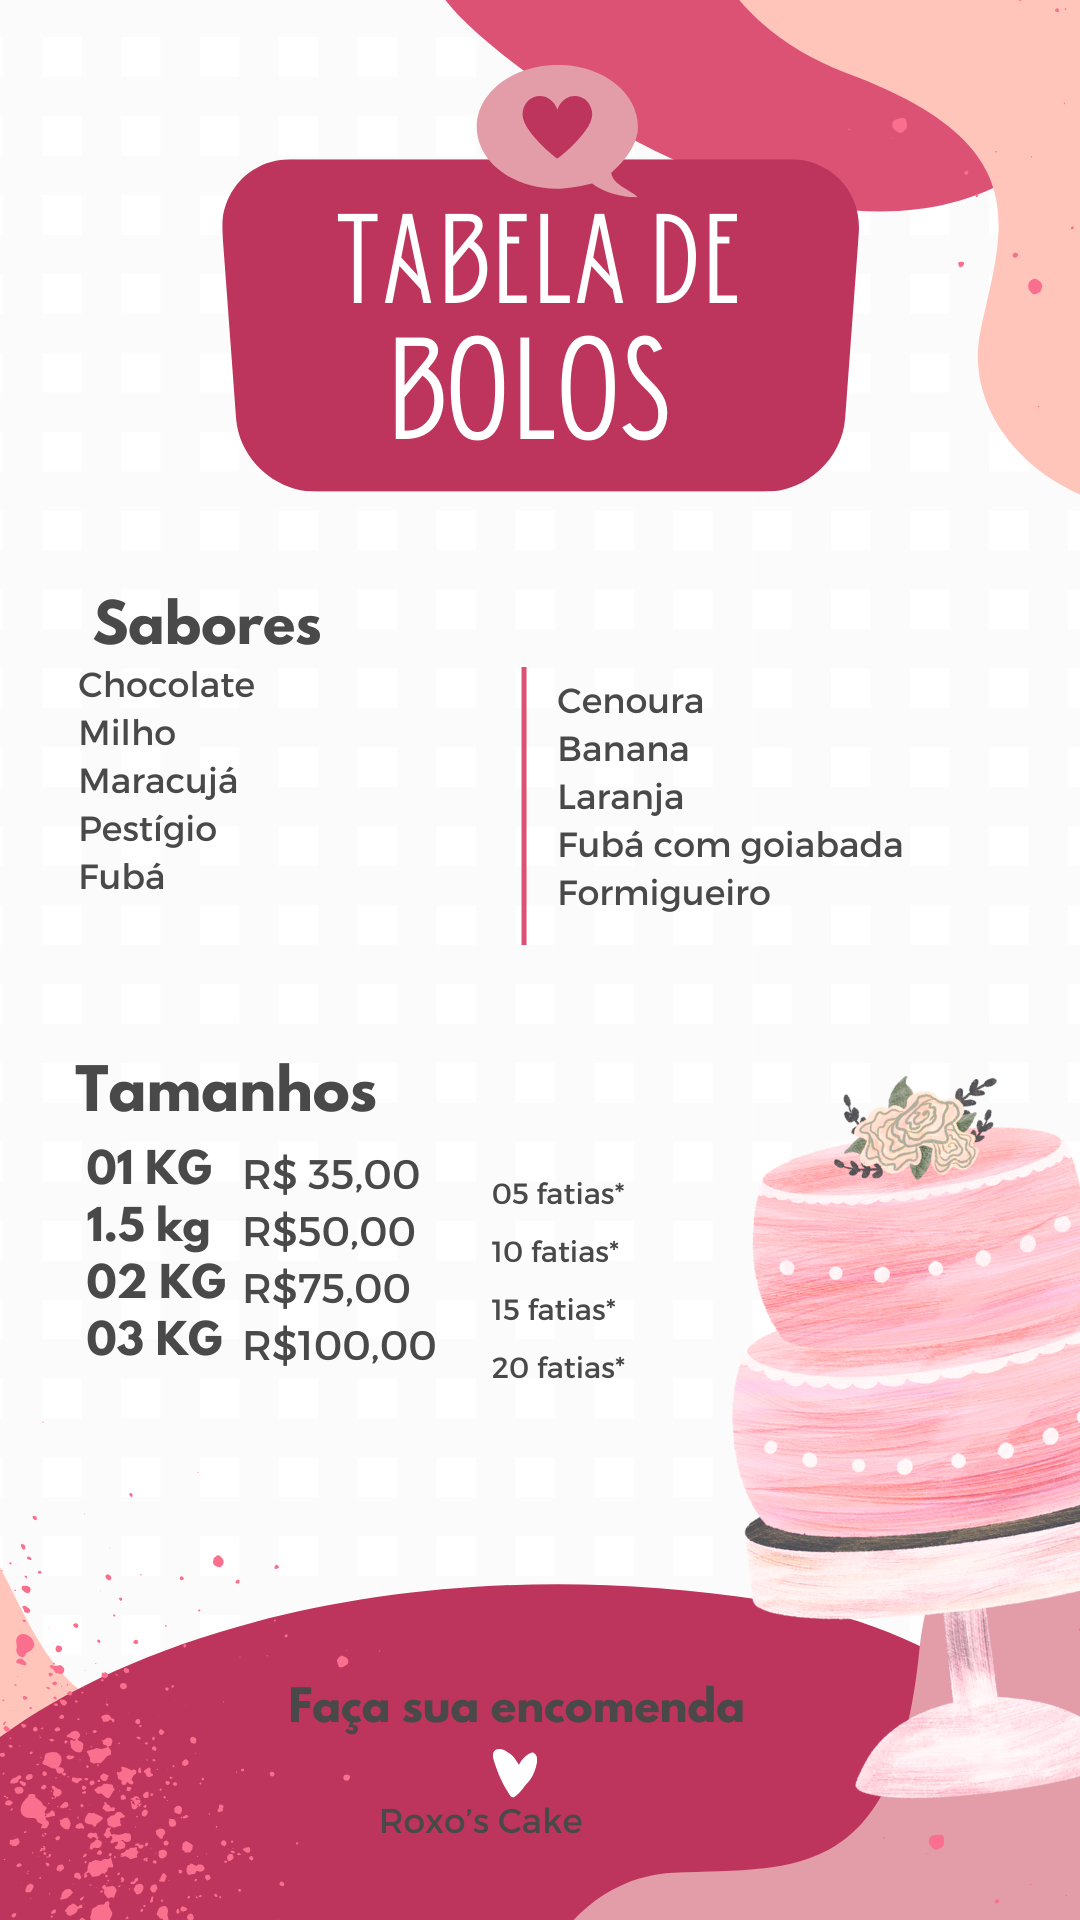 TABELA DE
BOLOS
Sabores
Chocolate
Milho
Maracujá
Pestígio
Fubá
Cenoura
Banana
Laranja
Fubá com goiabada
Formigueiro
Tamanhos
01 KG R$ 35,00 05 fatias*
1.5 kg R$50,00 10 fatias*
02 KG R$75,00 15 fatias*
03 KG R$100,00 20 fatias*
Faça sua encomenda
Roxo's Cake